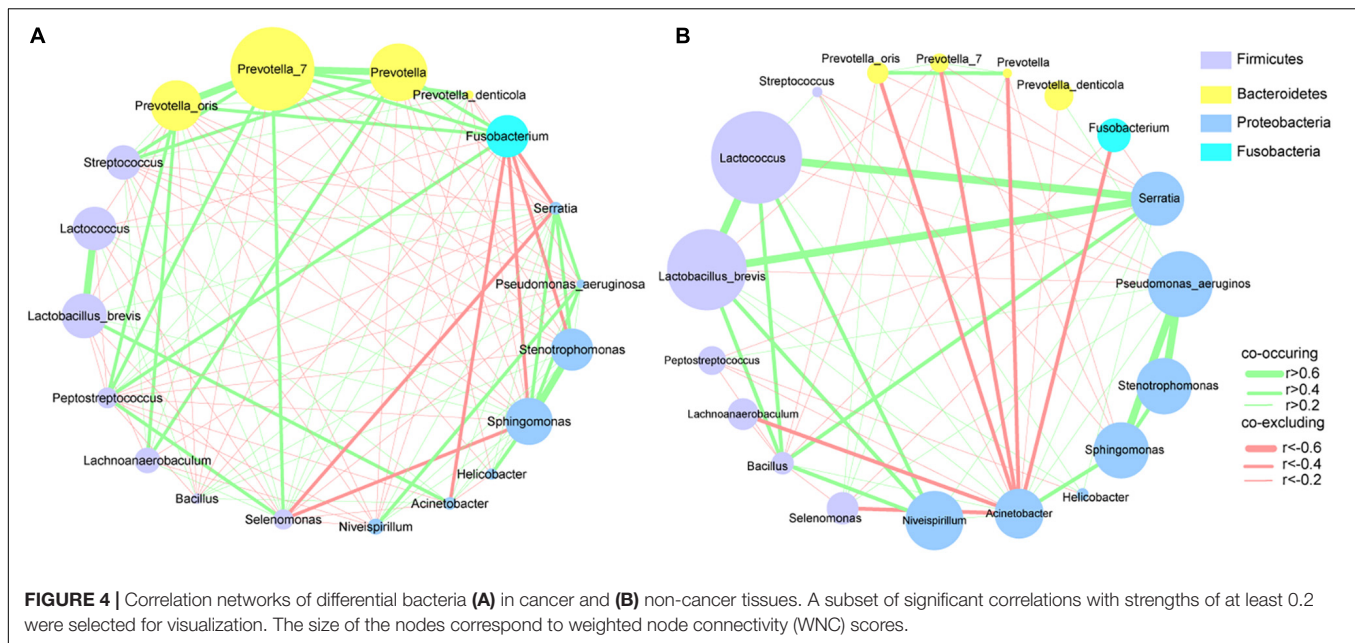 A
Prevotella_7
Prevotella
Prevotella_oris
Prevotella_denticola
Fusobacterium
Streptococcus
Serratia
Lactococcus
Pseudomonas_aeruginosa
Lactobacillus_brevis
Stenotrophomonas
Peptostreptococcus
Sphingomonas
Lachnoanaerobaculum
Helicobacter
Bacillus
Acinetobacter
Selenomonas
Niveispirillum
B
Prevotella_oris
Prevotella_7
Prevotella
Streptococcus
Prevotella_denticola
Fusobacterium
Lactococcus
Serratia
Lactobacillus_brevis
Pseudomonas_aeruginos
Peptostreptococcus
Stenotrophomonas
Lachnoanaerobaculum
Sphingomonas
Bacillus
Helicobacter
Selenomonas
Niveispirillum
Acinetobacter
Firmicutes
Bacteroidetes
Proteobacteria
Fusobacteria
co-occuring
r>0.6
r>0.4
r>0.2
co-excluding
r<-0.6
r<-0.4
r<-0.2
FIGURE 4 | Correlation networks of differential bacteria (A) in cancer and (B) non-cancer tissues. A subset of significant correlations with strengths of at least 0.2
were selected for visualization. The size of the nodes correspond to weighted node connectivity (WNC) scores.